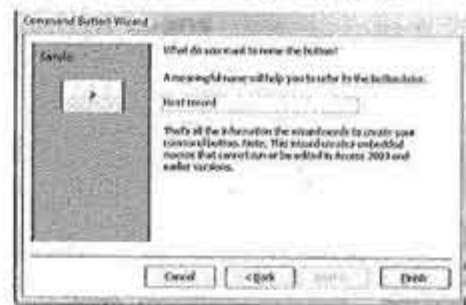 Command Button Wizard
Sample:
What do you want to name the button?
A meaningful name will help you to refer to the button later.
Next record
That's all the information the wizard needs to create your
command button. Note: This wizard creates embedded
macros that cannot run or be edited in Access 2003 and
earlier versions.
Cancel
< Back
Finish